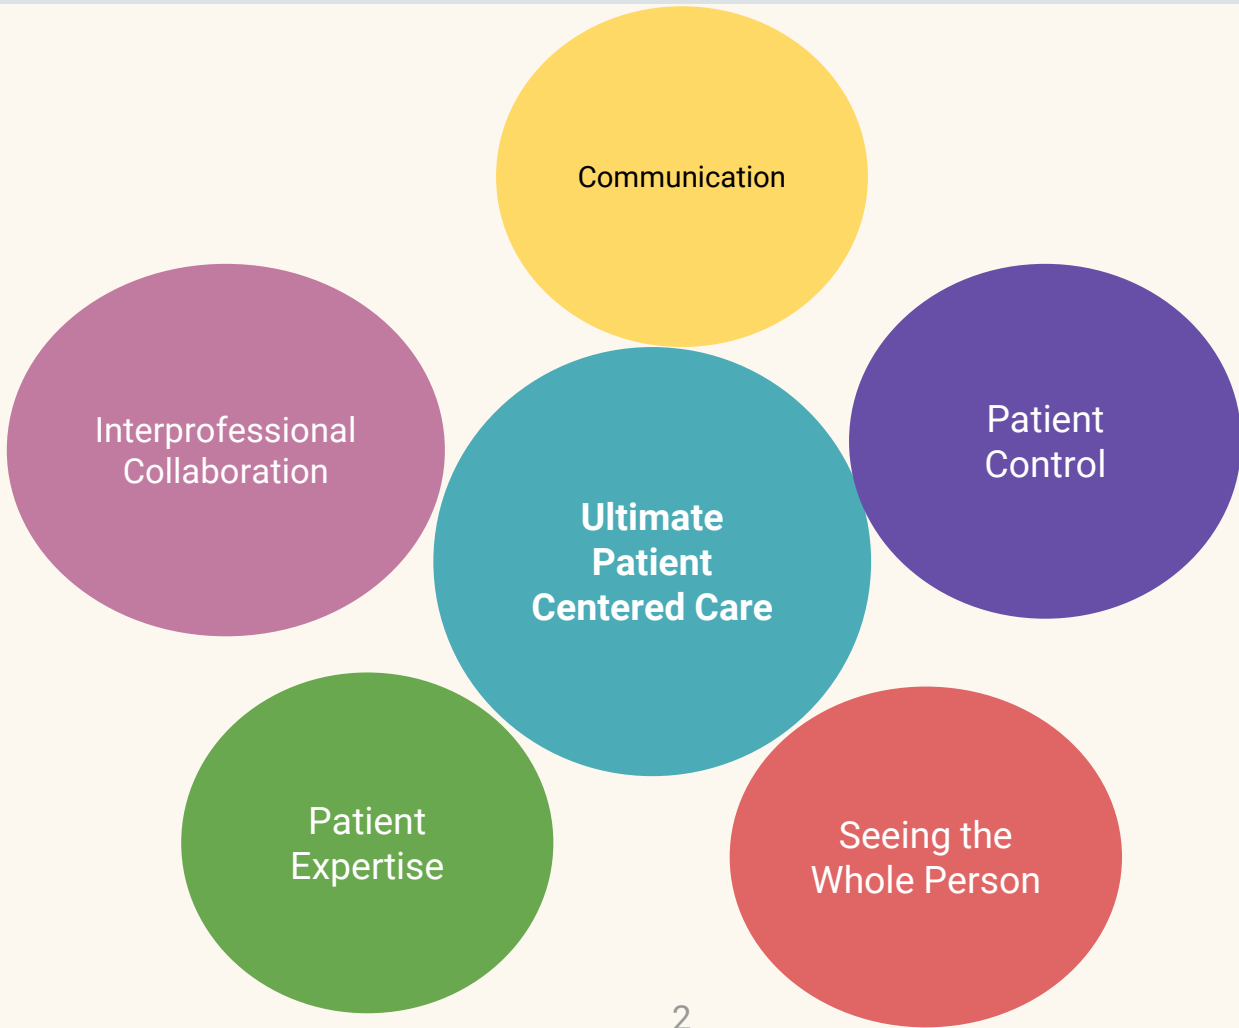 Communication
Interprofessional
Collaboration
Patient
Control
Ultimate
Patient
Centered Care
Patient
Expertise
Seeing the
Whole Person
2